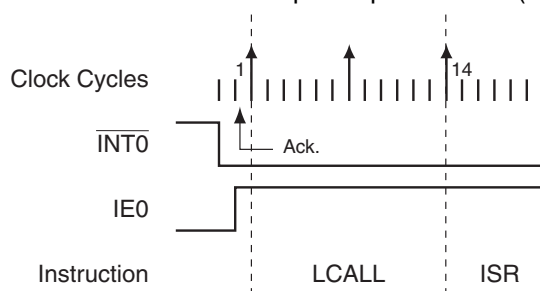 1
14
Clock Cycles
INT0
Ack.
IE0
Instruction LCALL ISR